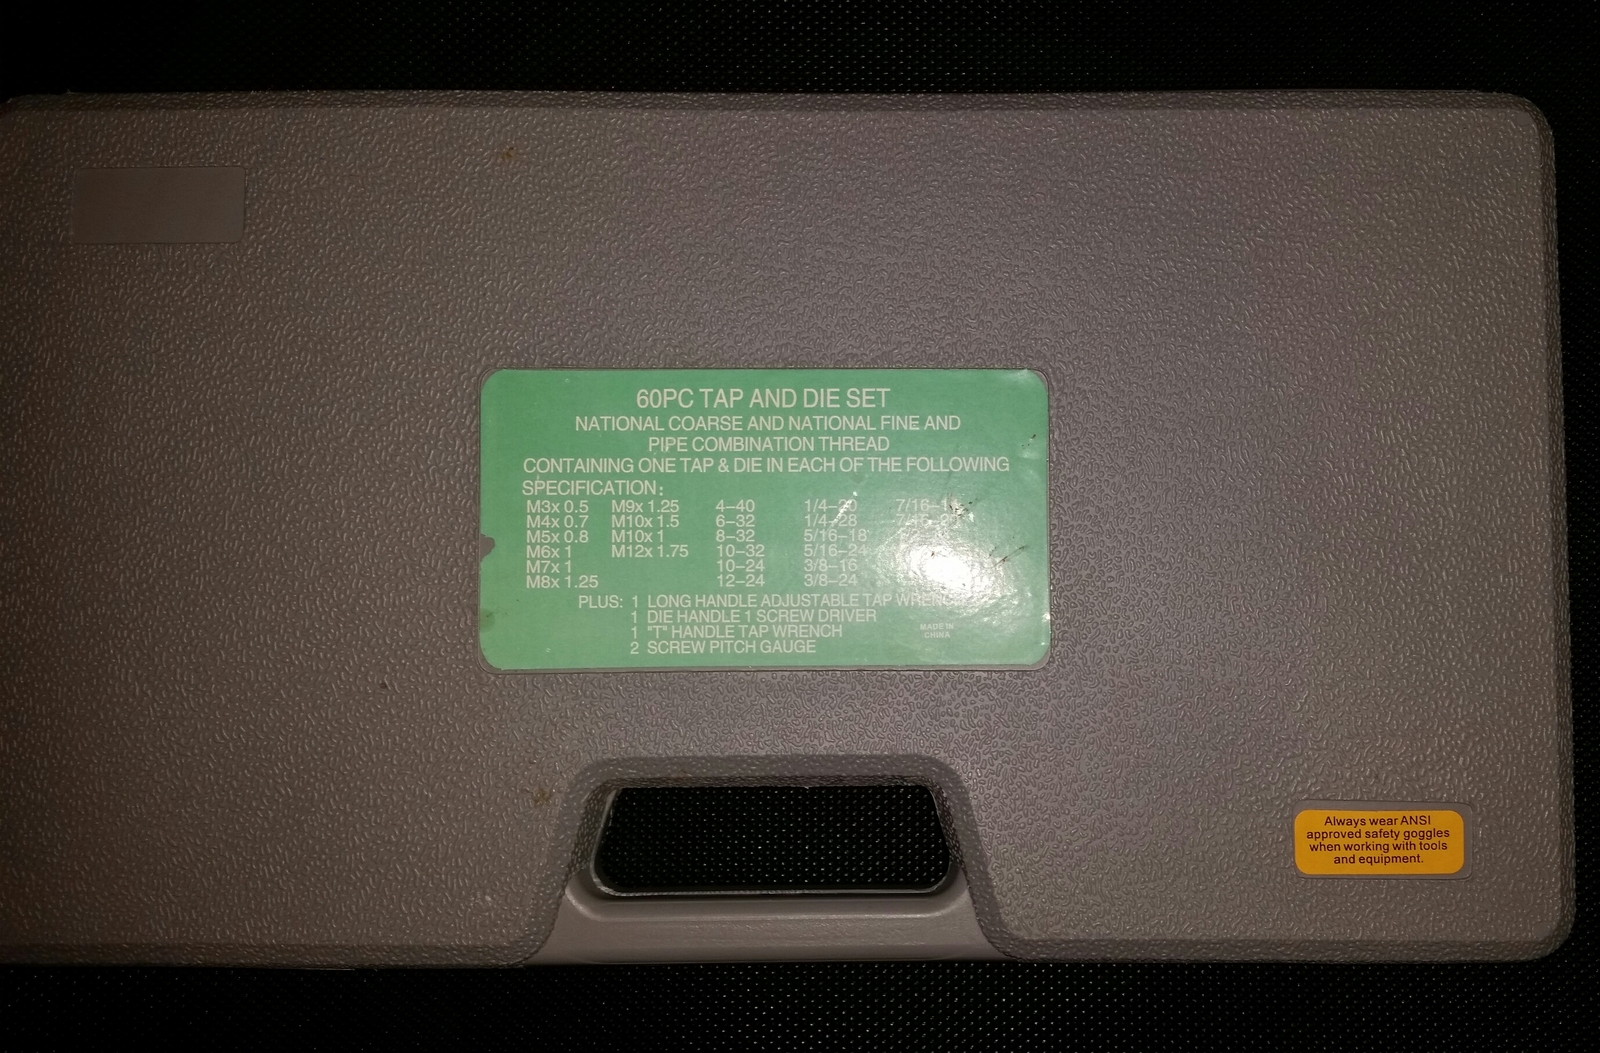 60PC TAP AND DIE SET
NATIONAL COARSE AND NATIONAL FINE AND
PIPE COMBINATION THREAD
CONTAINING ONE TAP & DIE IN EACH OF THE FOLLOWING
SPECIFICATION:
M3x 0.5 M9x 1.25 4–40
M4x 0.7 M10x 1.5 6–32 1/4–28
M5x 0.8 M10x 1 8–32 5/16–18
M6x 1 M12x 1.75 10–32 5/16–24
M7x 1 10–24 3/8–16
M8x 1.25 12–24 3/8–24
PLUS: 1 LONG HANDLE ADJUSTABLE TAP
1 DIE HANDLE 1 SCREW DRIVER
1 "T" HANDLE TAP WRENCH
2 SCREW PITCH GAUGE
MADE IN
CHINA
Always wear ANSI
approved safety goggles
when working with tools
and equipment.